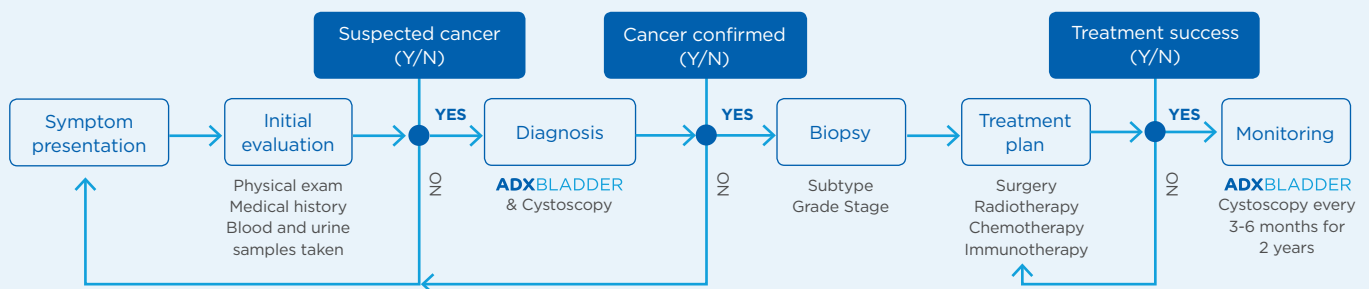 Suspected cancer
(Y/N)
Cancer confirmed
(Y/N)
Treatment success
(Y/N)
Symptom
presentation
Initial
evaluation
YES
Diagnosis
YES
Biopsy
Treatment
plan
YES
Monitoring
Physical exam
Medical history
Blood and urine
samples taken
NO
ADXBLADDER
& Cystoscopy
NO
Subtype
Grade Stage
Surgery
Radiotherapy
Chemotherapy
Immunotherapy
NO
ADXBLADDER
Cystoscopy every
3-6 months for
2 years